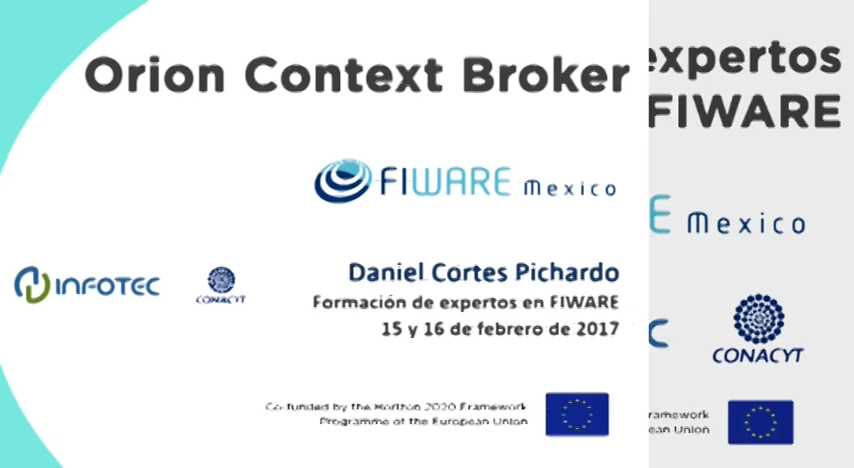 Orion Context Broker
FIWARE Mexico
INFOTEC
CONACYT
Daniel Cortes Pichardo
Formación de expertos en FIWARE
15 y 16 de febrero de 2017
Co-funded by the Horizon 2020 Framework
Programme of the European Union
expertos
FIWARE
E Mexico
C
CONACYT
ramework
ean Union